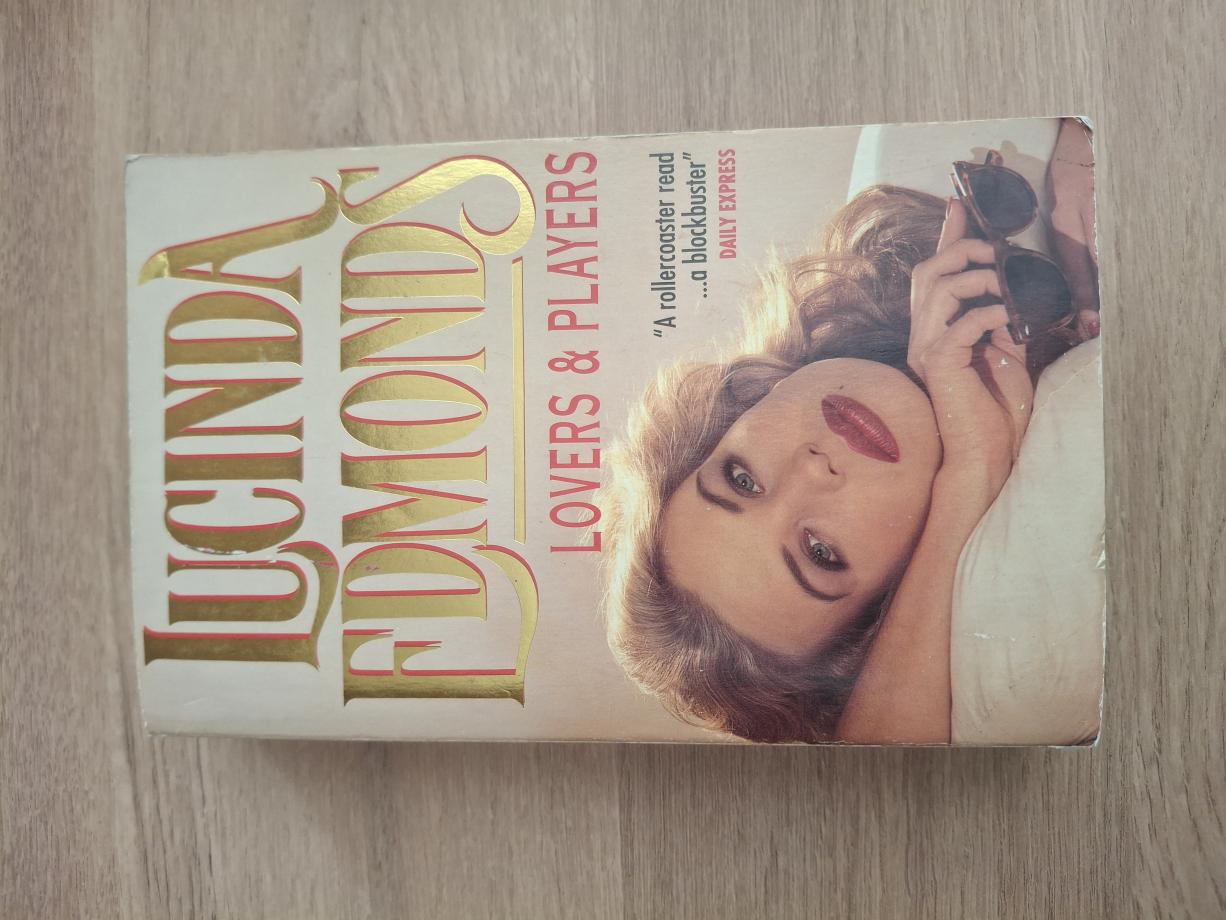 LUCINDA
EDMONDS
LOVERS & PLAYERS
“A rollercoaster read
...a blockbuster”
DAILY EXPRESS